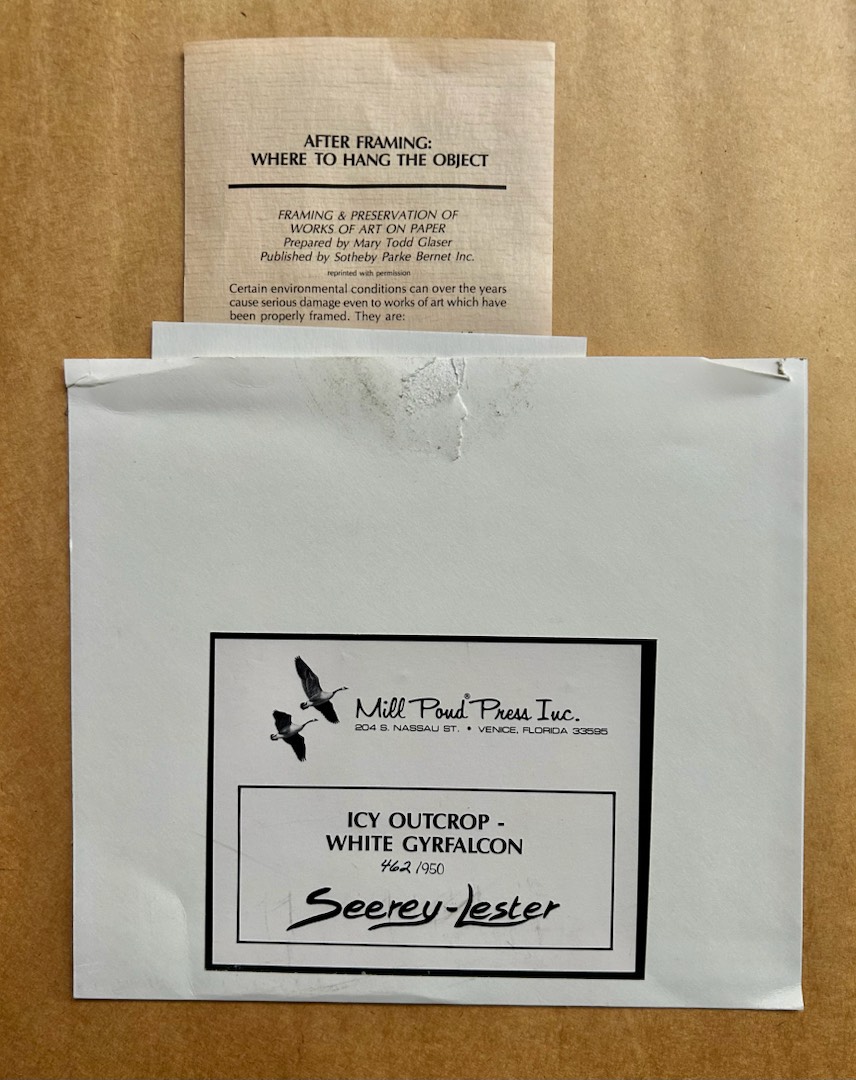 AFTER FRAMING:
WHERE TO HANG THE OBJECT
FRAMING & PRESERVATION OF
WORKS OF ART ON PAPER
Prepared by Mary Todd Glaser
Published by Sotheby Parke Bernet Inc.
reprinted with permission
Certain environmental conditions can over the years
cause serious damage even to works of art which have
been properly framed. They are:
Mill Pond® Press Inc.
204 S. NASSAU ST. • VENICE, FLORIDA 33595
ICY OUTCROP -
WHITE GYRFALCON
462/950
Seerey-Lester